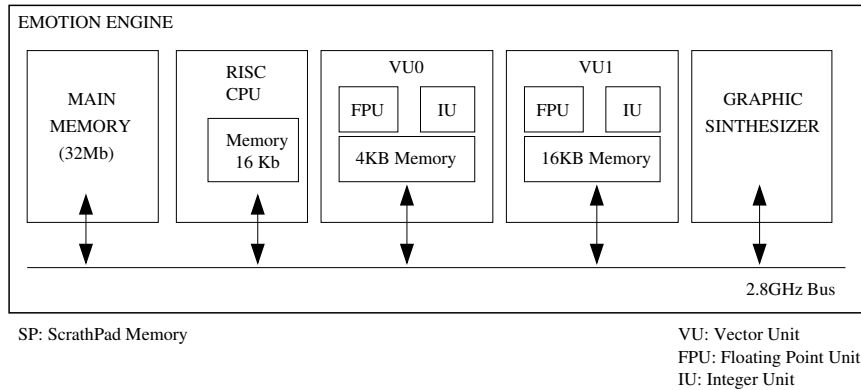 EMOTION ENGINE
MAIN
MEMORY
(32Mb)
RISC
CPU
Memory
16 Kb
VU0
FPU
IU
4KB Memory
VU1
FPU
IU
16KB Memory
GRAPHIC
SINTHESIZER
2.8GHz Bus
SP: ScrathPad Memory
VU: Vector Unit
FPU: Floating Point Unit
IU: Integer Unit